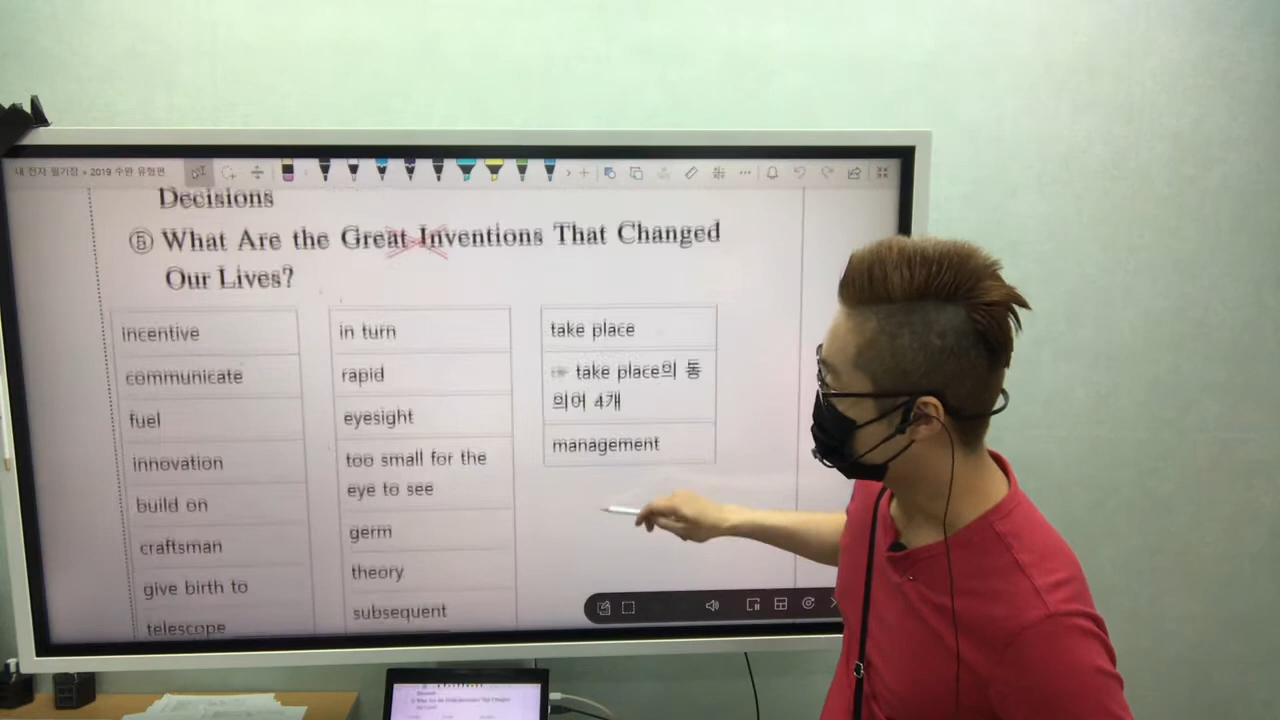 내 전자 필기장 » 2019 수완 유형편
Decisions
⑤ What Are the Great Inventions That Changed
Our Lives?
incentive
communicate
fuel
innovation
build on
craftsman
give birth to
telescope
in turn
rapid
eyesight
too small for the
eye to see
germ
theory
subsequent
take place
take place의 동
의어 4개
management